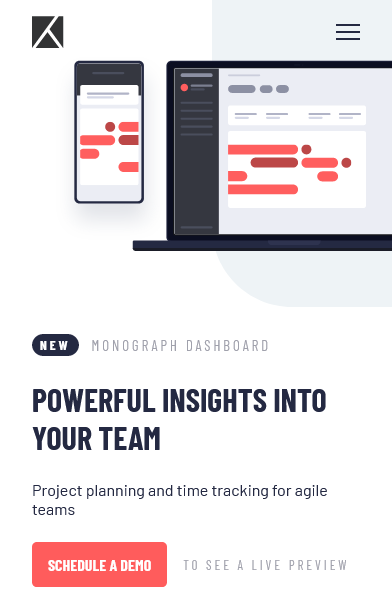 NEW MONOGRAPH DASHBOARD
POWERFUL INSIGHTS INTO
YOUR TEAM
Project planning and time tracking for agile
teams
SCHEDULE A DEMO TO SEE A LIVE PREVIEW